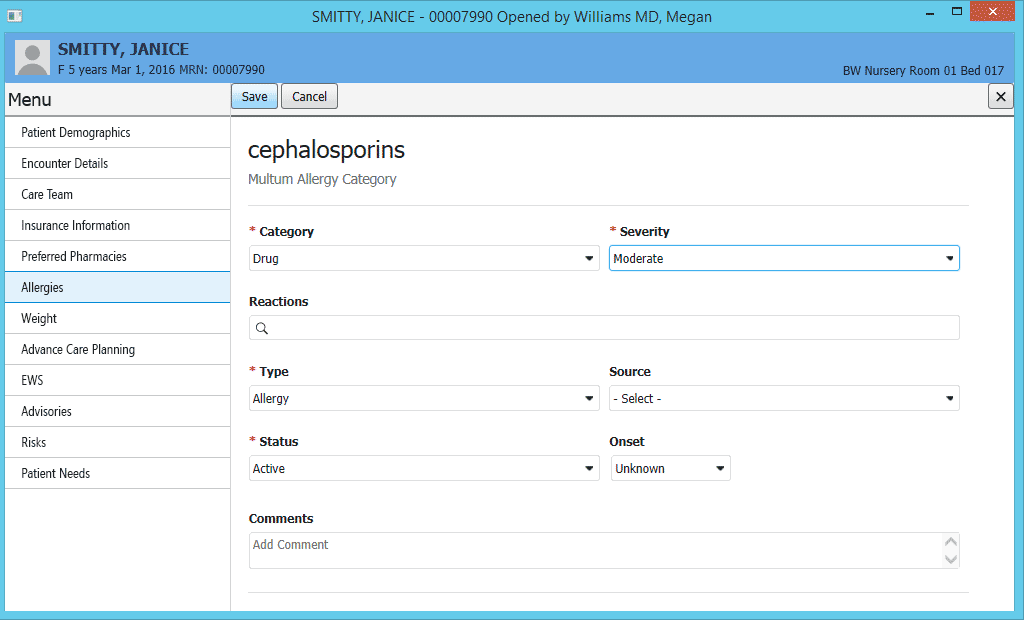 SMITTY, JANICE - 00007990 Opened by Williams MD, Megan
SMITTY, JANICE
F 5 years Mar 1, 2016 MRN: 00007990
BW Nursery Room 01 Bed 017
Menu
Save Cancel
Patient Demographics
Encounter Details
Care Team
Insurance Information
Preferred Pharmacies
Allergies
Weight
Advance Care Planning
EWS
Advisories
Risks
Patient Needs
cephalosporins
Multum Allergy Category
* Category
Drug
* Severity
Moderate
Reactions
* Type
Allergy
Source
- Select -
* Status
Active
Onset
Unknown
Comments
Add Comment